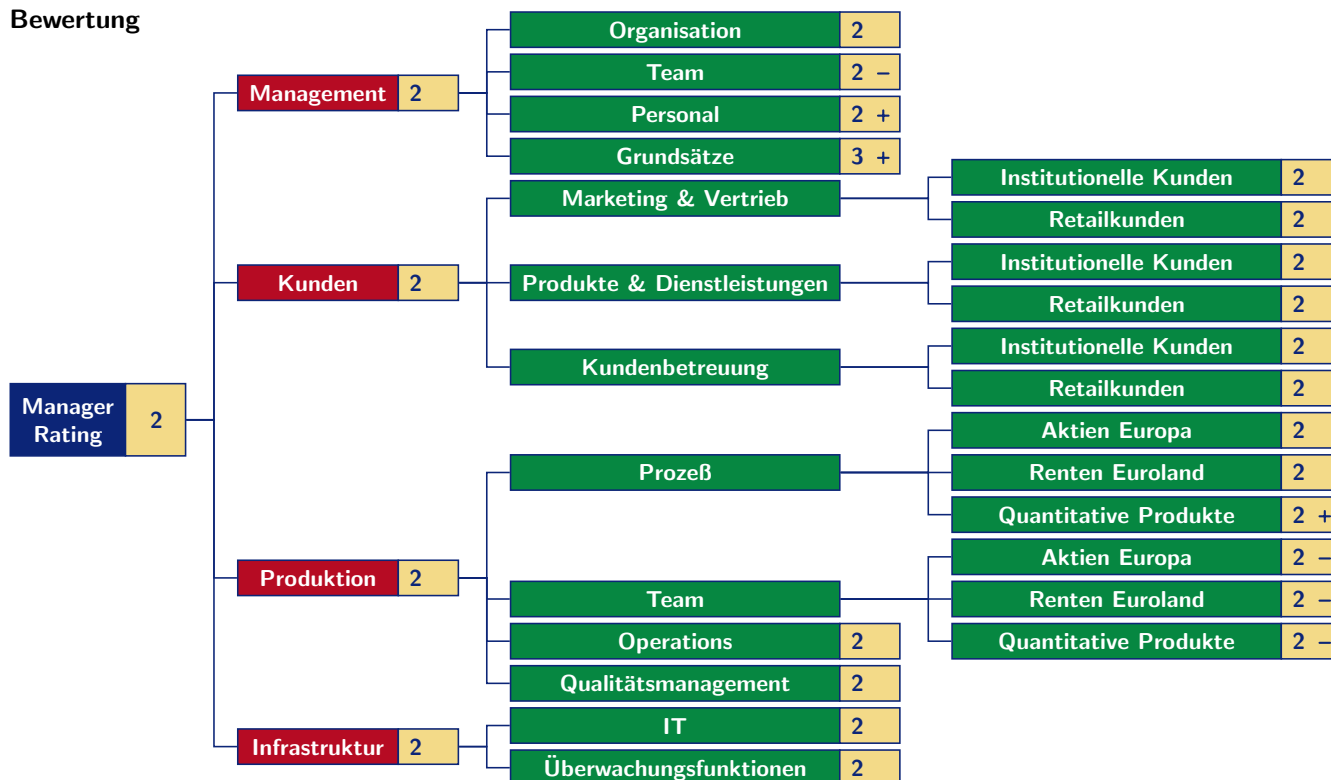 Bewertung
Organisation 2
Team 2 –
Management 2
Personal 2 +
Grundsätze 3 +
Institutionelle Kunden 2
Marketing & Vertrieb
Retailkunden 2
Institutionelle Kunden 2
Kunden 2
Produkte & Dienstleistungen
Retailkunden 2
Institutionelle Kunden 2
Kundenbetreuung
Retailkunden 2
Manager
Rating
2
Aktien Europa 2
Prozeß
Renten Euroland 2
Quantitative Produkte 2 +
Aktien Europa 2 –
Produktion 2
Team
Renten Euroland 2 –
Operations 2
Quantitative Produkte 2 –
Qualitätsmanagement 2
IT 2
Infrastruktur 2
Überwachungsfunktionen 2